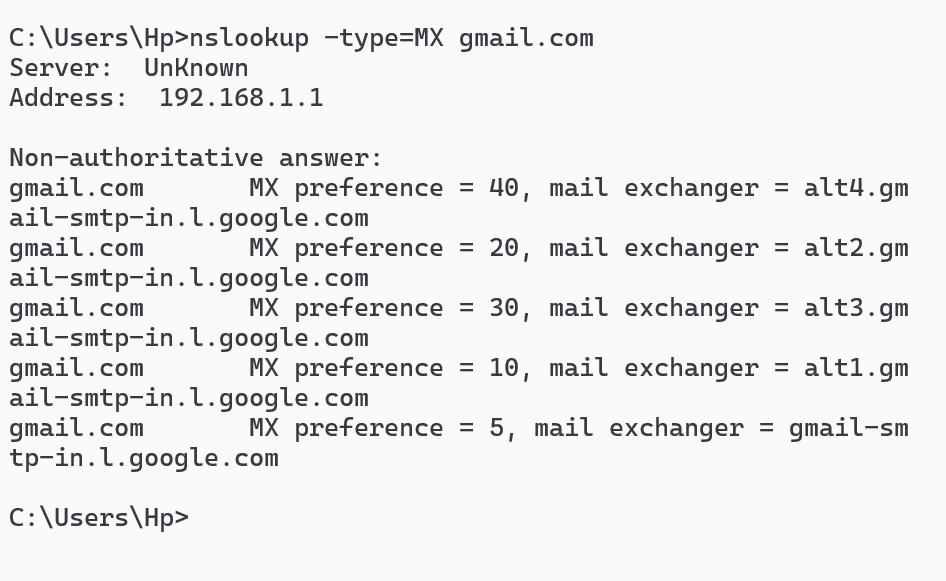 C:\Users\Hp>nslookup -type=MX gmail.com
Server:  UnKnown
Address:  192.168.1.1

Non-authoritative answer:
gmail.com       MX preference = 40, mail exchanger = alt4.gm
ail-smtp-in.l.google.com
gmail.com       MX preference = 20, mail exchanger = alt2.gm
ail-smtp-in.l.google.com
gmail.com       MX preference = 30, mail exchanger = alt3.gm
ail-smtp-in.l.google.com
gmail.com       MX preference = 10, mail exchanger = alt1.gm
ail-smtp-in.l.google.com
gmail.com       MX preference = 5, mail exchanger = gmail-sm
tp-in.l.google.com

C:\Users\Hp>